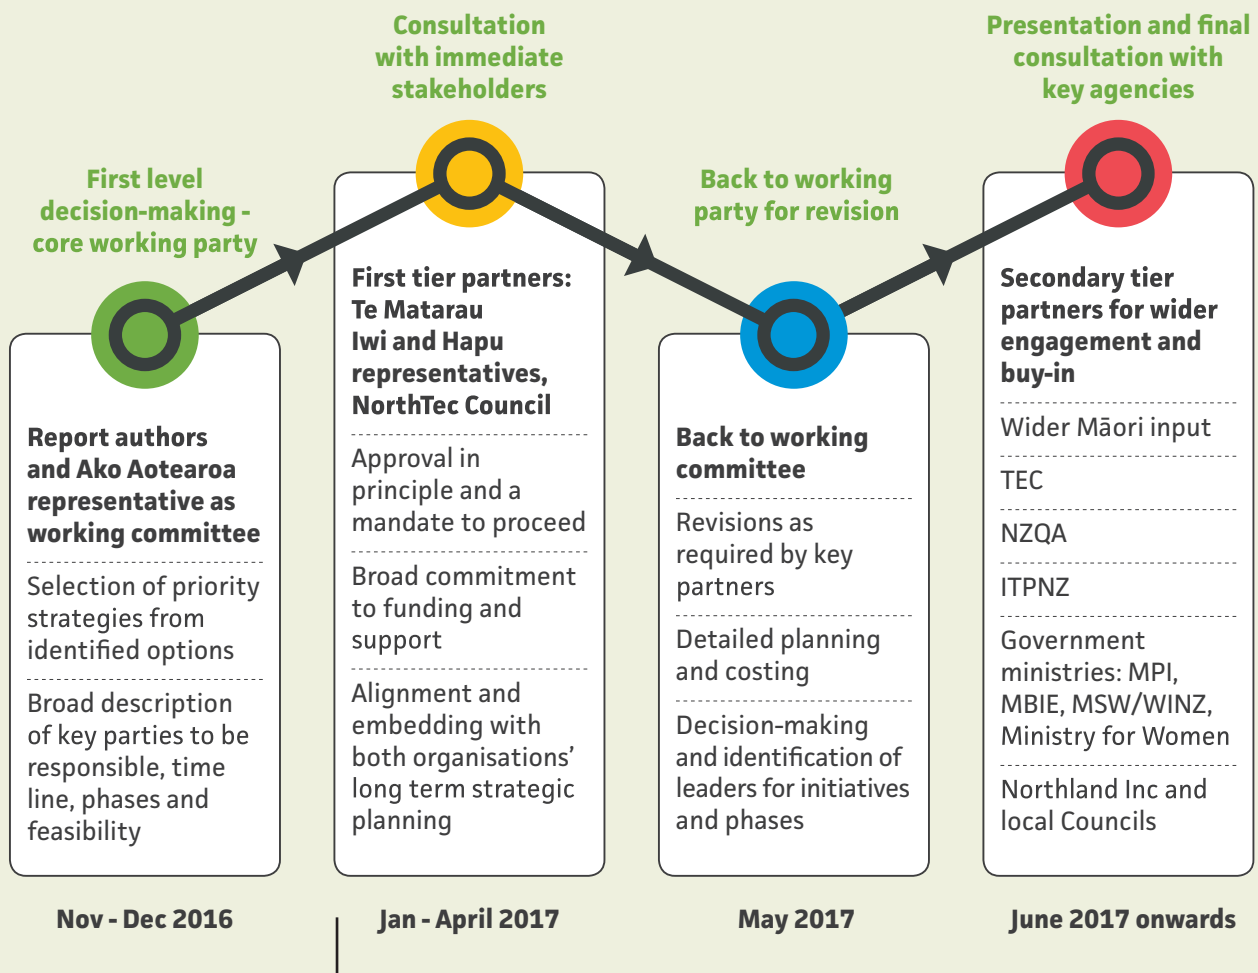 First level
decision-making -
core working party
Report authors
and Ako Aotearoa
representative as
working committee
Selection of priority
strategies from
identified options
Broad description
of key parties to be
responsible, time
line, phases and
feasibility
Nov - Dec 2016
Consultation
with immediate
stakeholders
First tier partners:
Te Matarau
Iwi and Hapu
representatives,
NorthTec Council
Approval in
principle and a
mandate to proceed
Broad commitment
to funding and
support
Alignment and
embedding with
both organisations’
long term strategic
planning
Jan - April 2017
Back to working
party for revision
Back to working
committee
Revisions as
required by key
partners
Detailed planning
and costing
Decision-making
and identification of
leaders for initiatives
and phases
May 2017
Presentation and final
consultation with
key agencies
Secondary tier
partners for wider
engagement and
buy-in
Wider Māori input
TEC
NZQA
ITPNZ
Government
ministries: MPI,
MBIE, MSW/WINZ,
Ministry for Women
Northland Inc and
local Councils
June 2017 onwards